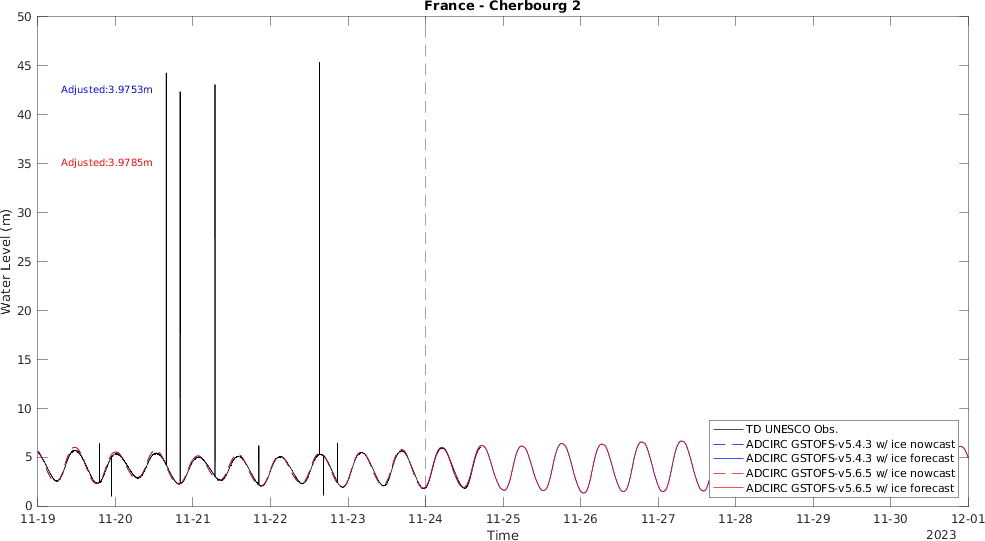 France - Cherbourg 2
50
45
40
35
30
25
20
15
10
5
0
Water Level (m)
Adjusted:3.9753m
Adjusted:3.9785m
TD UNESCO Obs.
ADCIRC GSTOFS-v5.4.3 w/ ice nowcast
ADCIRC GSTOFS-v5.4.3 w/ ice forecast
ADCIRC GSTOFS-v5.6.5 w/ ice nowcast
ADCIRC GSTOFS-v5.6.5 w/ ice forecast
11-19 11-20 11-21 11-22 11-23 11-24 11-25 11-26 11-27 11-28 11-29 11-30 12-01
Time
2023